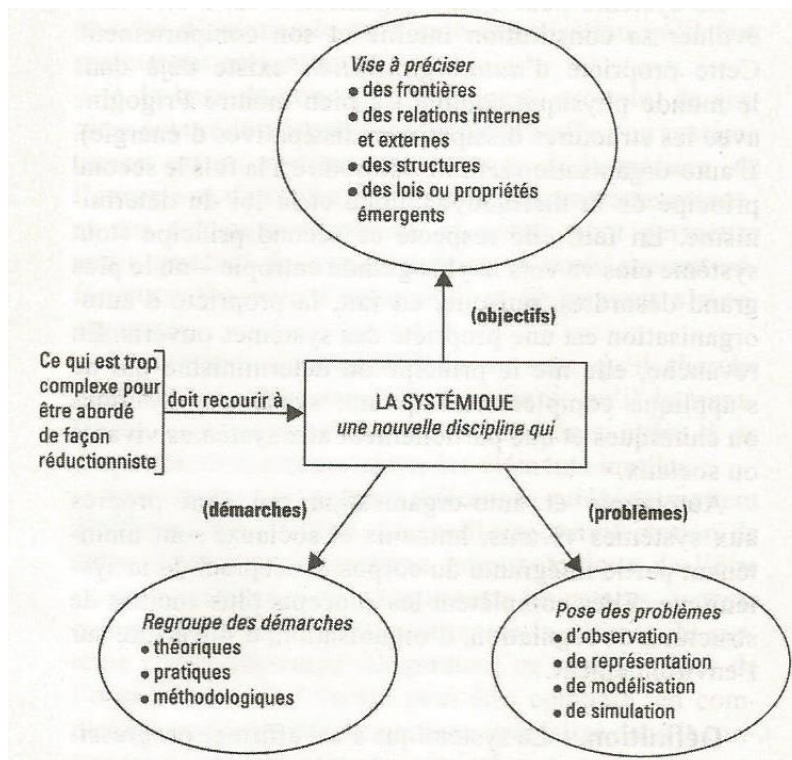 Vise à préciser
• des frontières
• des relations internes
et externes
• des structures
• des lois ou propriétés
émergents
(objectifs)
Ce qui est trop
complexe pour
être abordé
de façon
réductionniste
doit recourir à
LA SYSTÉMIQUE
une nouvelle discipline qui
(démarches)
(problèmes)
Regroupe des démarches
• théoriques
• pratiques
• méthodologiques
Pose des problèmes
• d'observation
• de représentation
• de modélisation
• de simulation